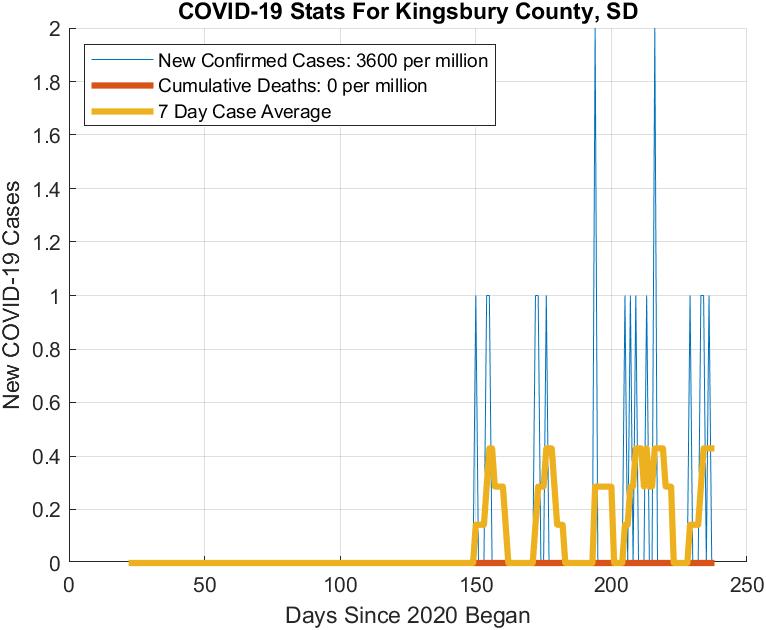 COVID-19 Stats For Kingsbury County, SD
New Confirmed Cases: 3600 per million
Cumulative Deaths: 0 per million
7 Day Case Average
New COVID-19 Cases
2
1.8
1.6
1.4
1.2
1
0.8
0.6
0.4
0.2
0
0 50 100 150 200 250
Days Since 2020 Began